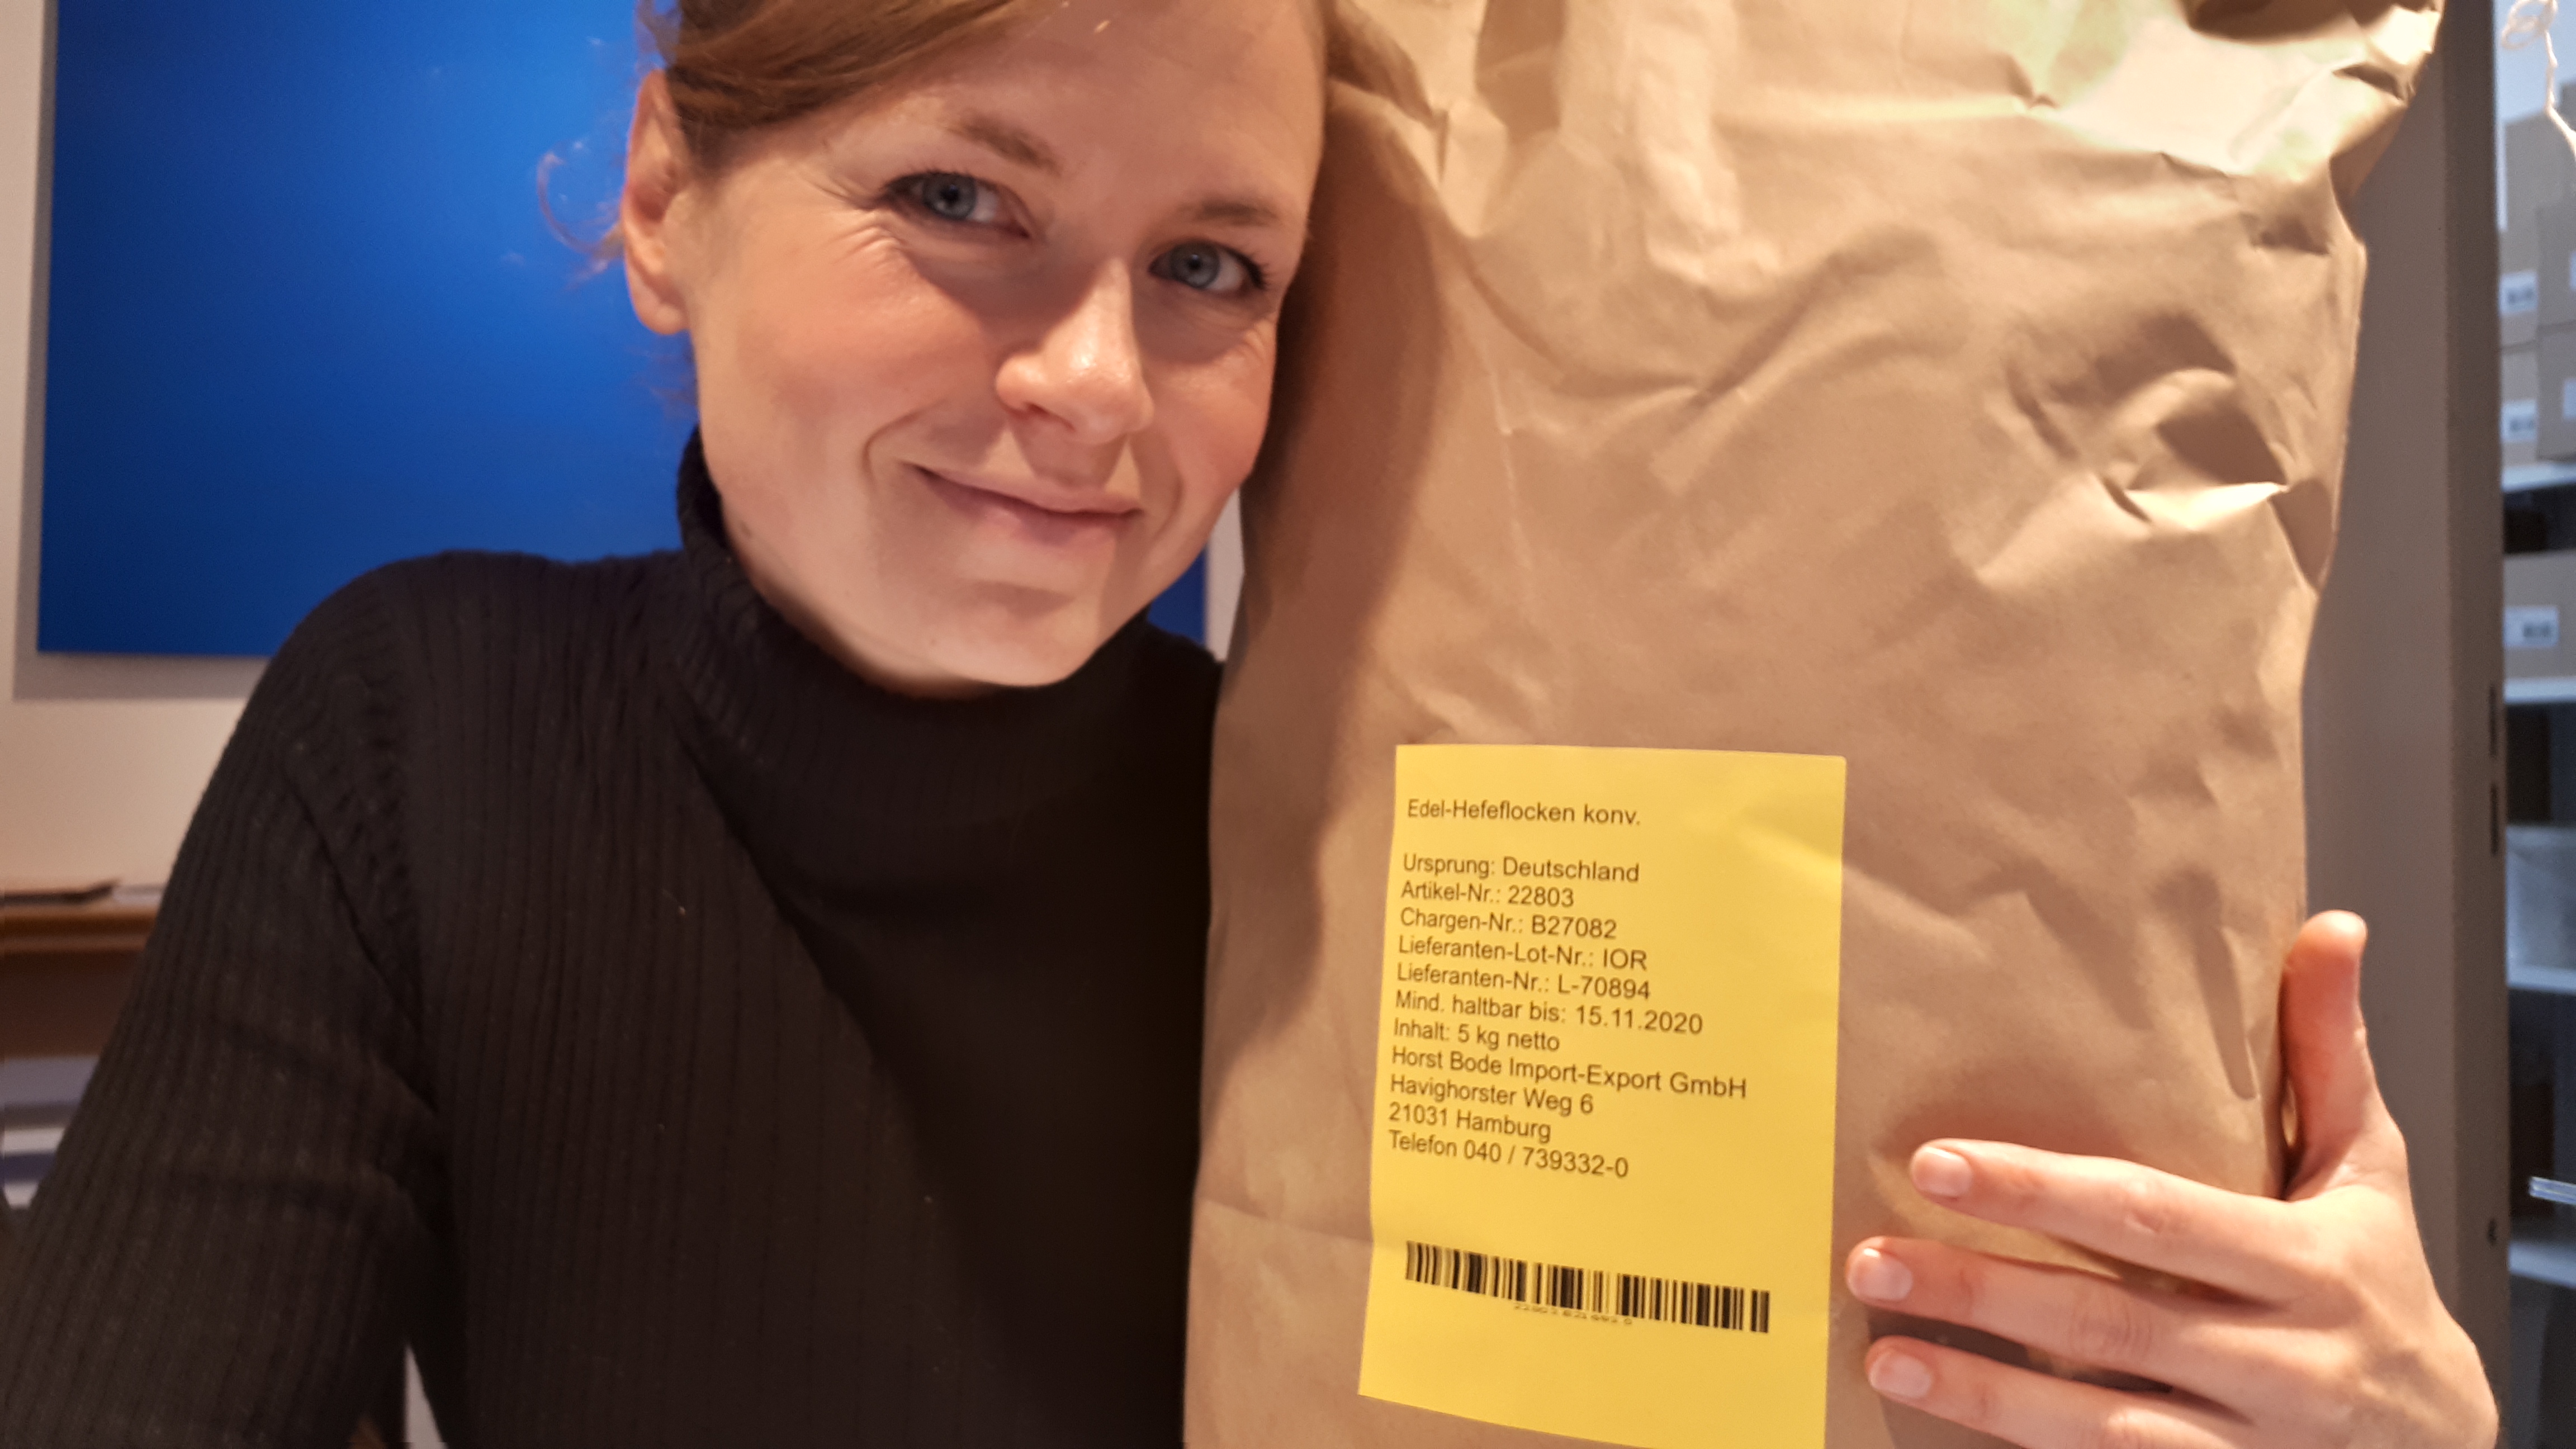 Edel-Hefeflocken konv.
Ursprung: Deutschland
Artikel-Nr.: 22803
Chargen-Nr.: B27082
Lieferanten-Lot-Nr.: IOR
Lieferanten-Nr.: L-70894
Mind. haltbar bis: 15.11.2020
Inhalt: 5 kg netto
Horst Bode Import-Export GmbH
Havighorster Weg 6
21031 Hamburg
Telefon 040 / 739332-0